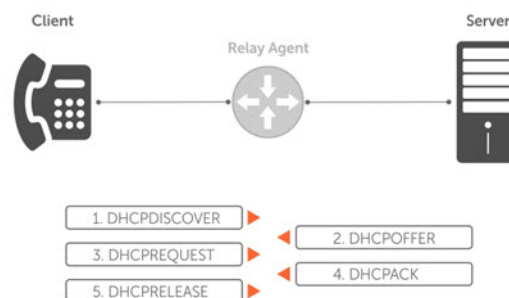 Client
Server
Relay Agent
1. DHCPDISCOVER
2. DHCPOFFER
3. DHCPREQUEST
4. DHCPACK
5. DHCPRELEASE